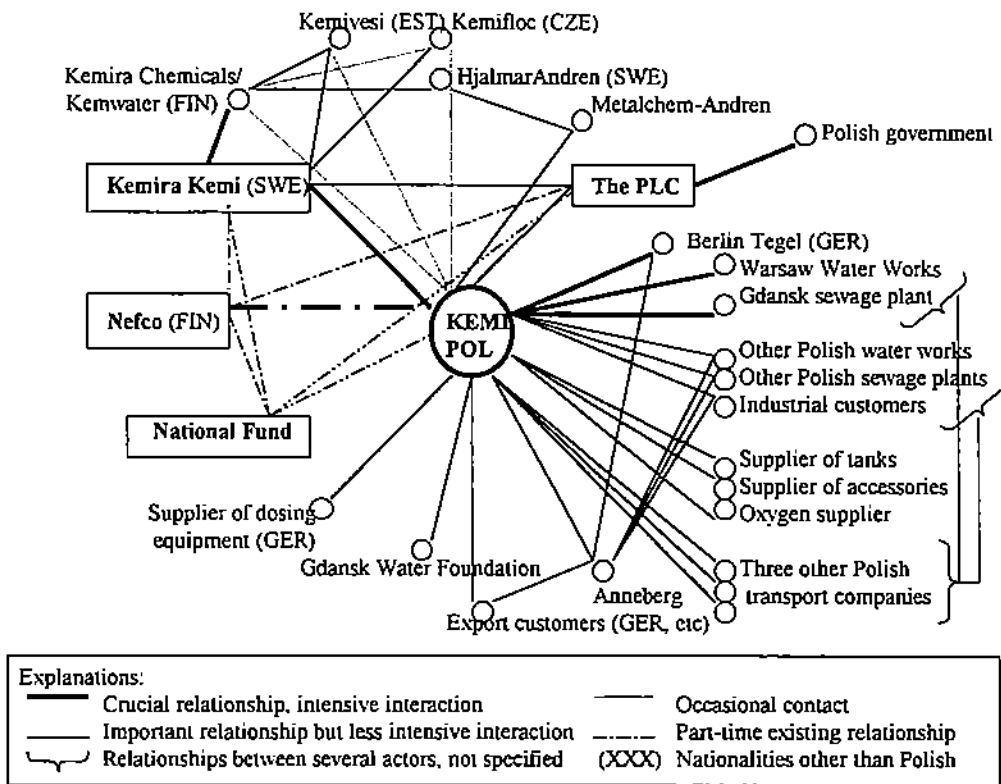 Kemivesi (EST) Kemifloc (CZE)
Kemira Chemicals/
Kemwater (FIN)
HjalmarAndren (SWE)
Metalchem-Andren
Polish government
Kemira Kemi (SWE)
The PLC
Berlin Tegel (GER)
Warsaw Water Works
Gdansk sewage plant
Nefco (FIN)
KEMI
POL
Other Polish water works
Other Polish sewage plants
Industrial customers
National Fund
Supplier of tanks
Supplier of accessories
Oxygen supplier
Supplier of dosing
equipment (GER)
Gdansk Water Foundation
Three other Polish
transport companies
Anneberg
Export customers (GER, etc)
Explanations:
Crucial relationship, intensive interaction
Occasional contact
Important relationship but less intensive interaction
Part-time existing relationship
Relationships between several actors, not specified
(XXX) Nationalities other than Polish